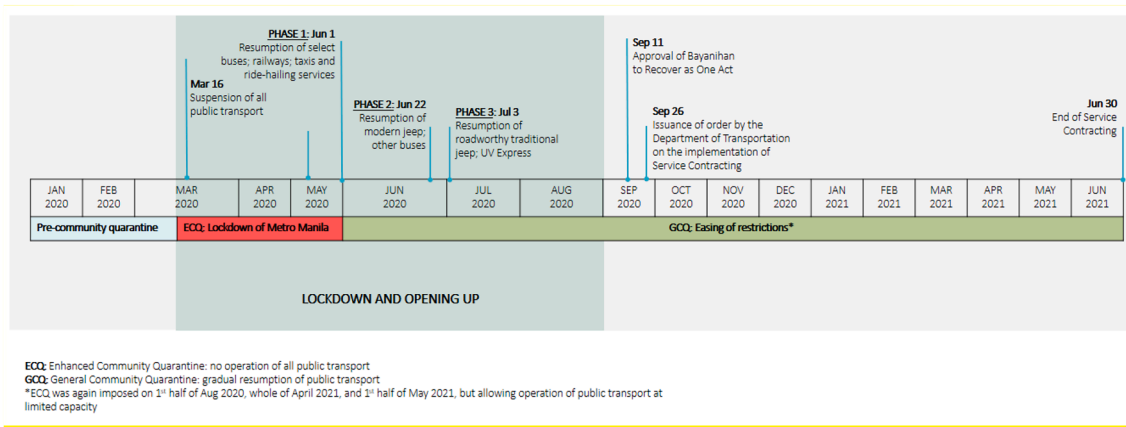 PHASE 1: Jun 1
Resumption of select
buses; railways; taxis and
ride-hailing services
Mar 16
Suspension of all
public transport
PHASE 2: Jun 22
Resumption of
modern jeep;
other buses
PHASE 3: Jul 3
Resumption of
roadworthy traditional
jeep; UV Express
Sep 11
Approval of Bayanihan
to Recover as One Act
Sep 26
Issuance of order by the
Department of Transportation
on the implementation of
Service Contracting
Jun 30
End of Service
Contracting
JAN FEB MAR APR MAY JUN JUL AUG SEP OCT NOV DEC JAN FEB MAR APR MAY JUN
2020 2020 2020 2020 2020 2020 2020 2020 2020 2020 2020 2020 2021 2021 2021 2021 2021 2021
Pre-community quarantine ECQ; Lockdown of Metro Manila GCQ; Easing of restrictions*
LOCKDOWN AND OPENING UP
ECQ; Enhanced Community Quarantine: no operation of all public transport
GCQ; General Community Quarantine: gradual resumption of public transport
*ECQ was again imposed on 1st half of Aug 2020, whole of April 2021, and 1st half of May 2021, but allowing operation of public transport at
limited capacity